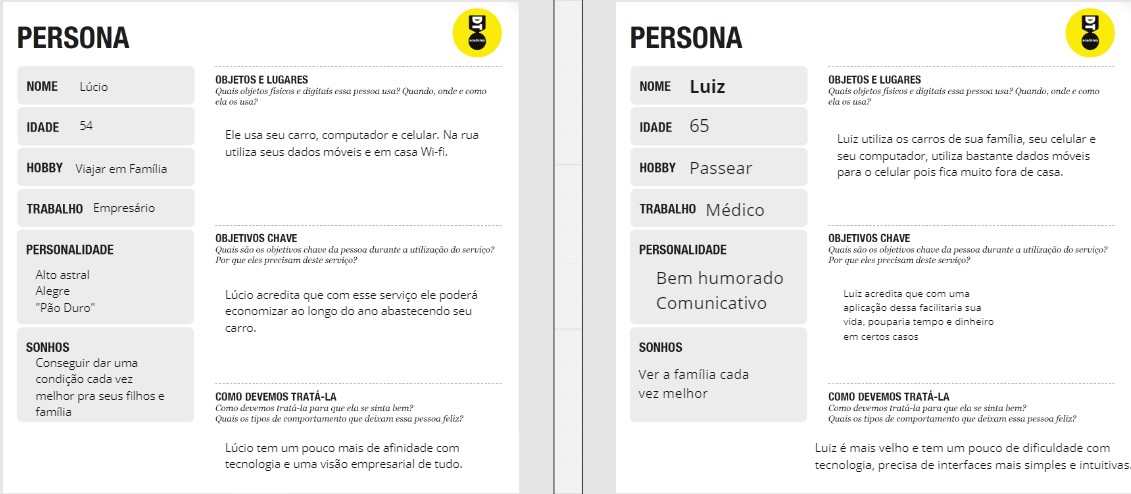 PERSONA
DT
NOME Lúcio
IDADE 54
HOBBY Viajar em Família
TRABALHO Empresário
PERSONALIDADE
Alto astral
Alegre
"Pão Duro"
SONHOS
Conseguir dar uma
condição cada vez
melhor pra seus filhos e
família
OBJETOS E LUGARES
Quais objetos físicos e digitais essa pessoa usa? Quando, onde e como
ela os usa?
Ele usa seu carro, computador e celular. Na rua
utiliza seus dados móveis e em casa Wi-fi.
OBJETIVOS CHAVE
Quais são os objetivos chave da pessoa durante a utilização do serviço?
Por que eles precisam deste serviço?
Lúcio acredita que com esse serviço ele poderá
economizar ao longo do ano abastecendo seu
carro.
COMO DEVEMOS TRATÁ-LA
Como devemos tratá-la para que ela se sinta bem?
Quais os tipos de comportamento que deixam essa pessoa feliz?
Lúcio tem um pouco mais de afinidade com
tecnologia e uma visão empresarial de tudo.
PERSONA
DT
NOME Luiz
IDADE 65
HOBBY Passear
TRABALHO Médico
PERSONALIDADE
Bem humorado
Comunicativo
SONHOS
Ver a família cada
vez melhor
OBJETOS E LUGARES
Quais objetos físicos e digitais essa pessoa usa? Quando, onde e como
ela os usa?
Luiz utiliza os carros de sua família, seu celular e
seu computador, utiliza bastante dados móveis
para o celular pois fica muito fora de casa.
OBJETIVOS CHAVE
Quais são os objetivos chave da pessoa durante a utilização do serviço?
Por que eles precisam deste serviço?
Luiz acredita que com uma
aplicação dessa facilitaria sua
vida, pouparia tempo e dinheiro
em certos casos
COMO DEVEMOS TRATÁ-LA
Como devemos tratá-la para que ela se sinta bem?
Quais os tipos de comportamento que deixam essa pessoa feliz?
Luiz é mais velho e tem um pouco de dificuldade com
tecnologia, precisa de interfaces mais simples e intuitivas.